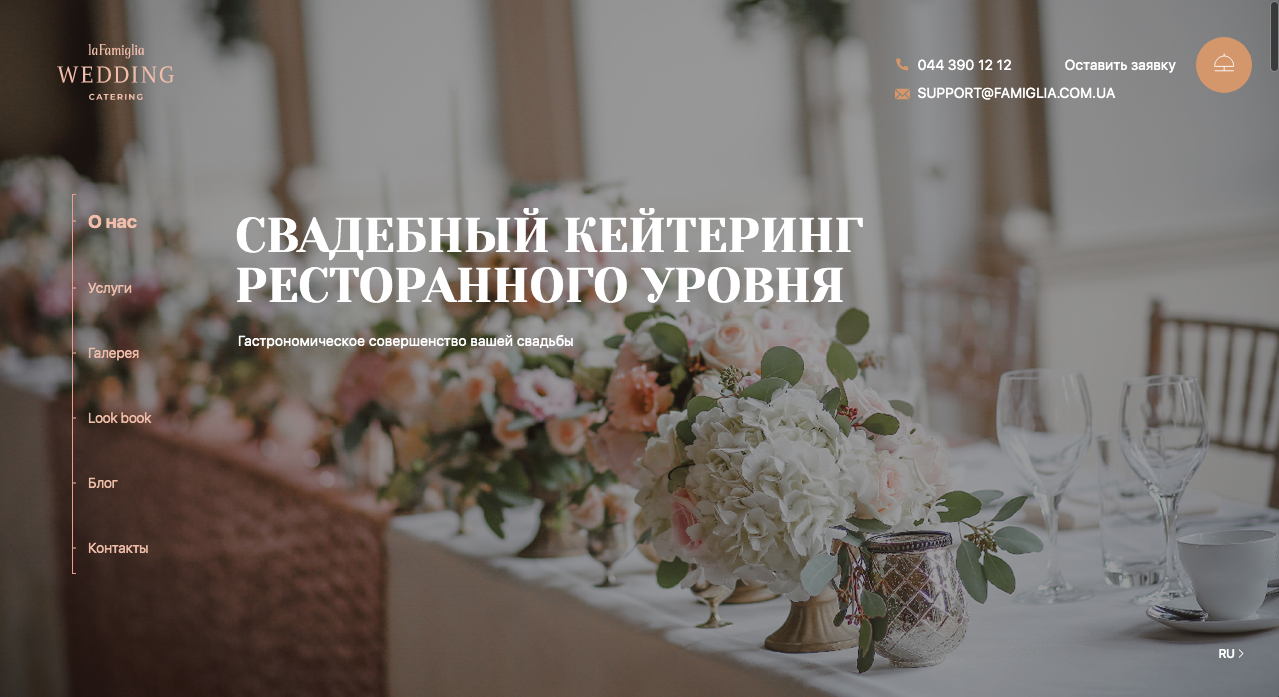 laFamiglia
WEDDING
CATERING
044 390 12 12
Оставить заявку
SUPPORT@FAMIGLIA.COM.UA
О нас
Услуги
Галерея
Look book
Блог
Контакты
СВАДЕБНЫЙ КЕЙТЕРИНГ
РЕСТОРАННОГО УРОВНЯ
Гастрономическое совершенство вашей свадьбы
RU